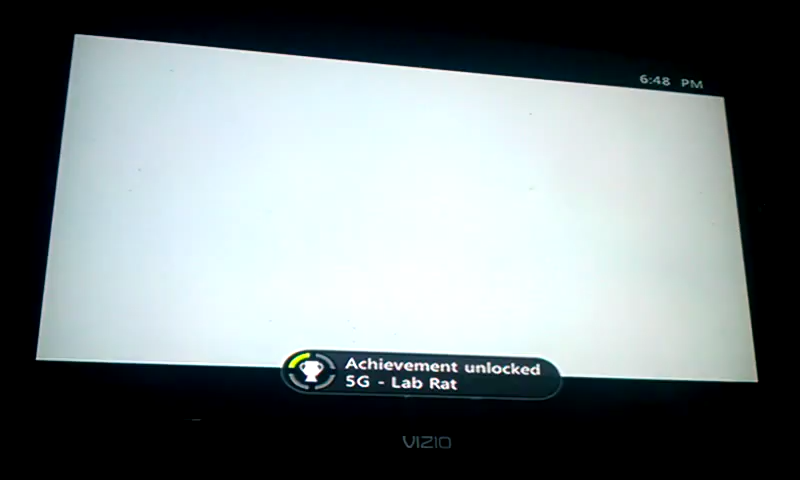 6:48 PM
Achievement unlocked
5G - Lab Rat
VIZIO